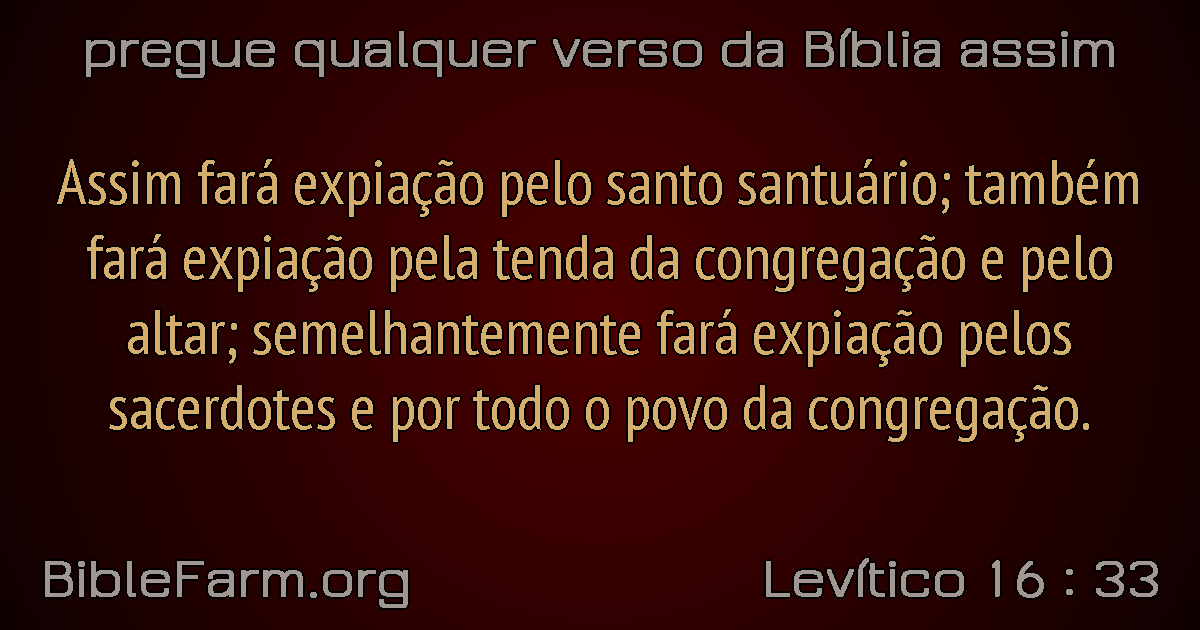 pregue qualquer verso da Bíblia assim
Assim fará expiação pelo santo santuário; também
fará expiação pela tenda da congregação e pelo
altar; semelhantemente fará expiação pelos
sacerdotes e por todo o povo da congregação.
BibleFarm.org
Levítico 16 : 33